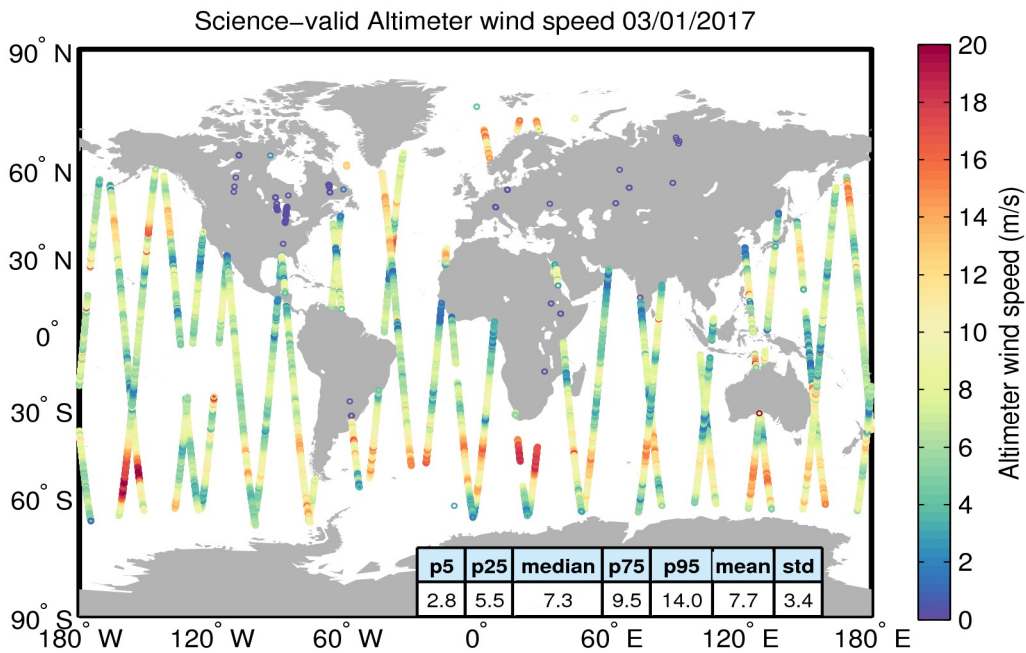 Science−valid Altimeter wind speed 03/01/2017
90° N
60° N
30° N
0°
30° S
60° S
90° S
180° W
120° W
60° W
0°
60° E
120° E
180° E
p5 p25 median p75 p95 mean std
2.8 5.5 7.3 9.5 14.0 7.7 3.4
20
18
16
14
12
10
8
6
4
2
0
Altimeter wind speed (m/s)